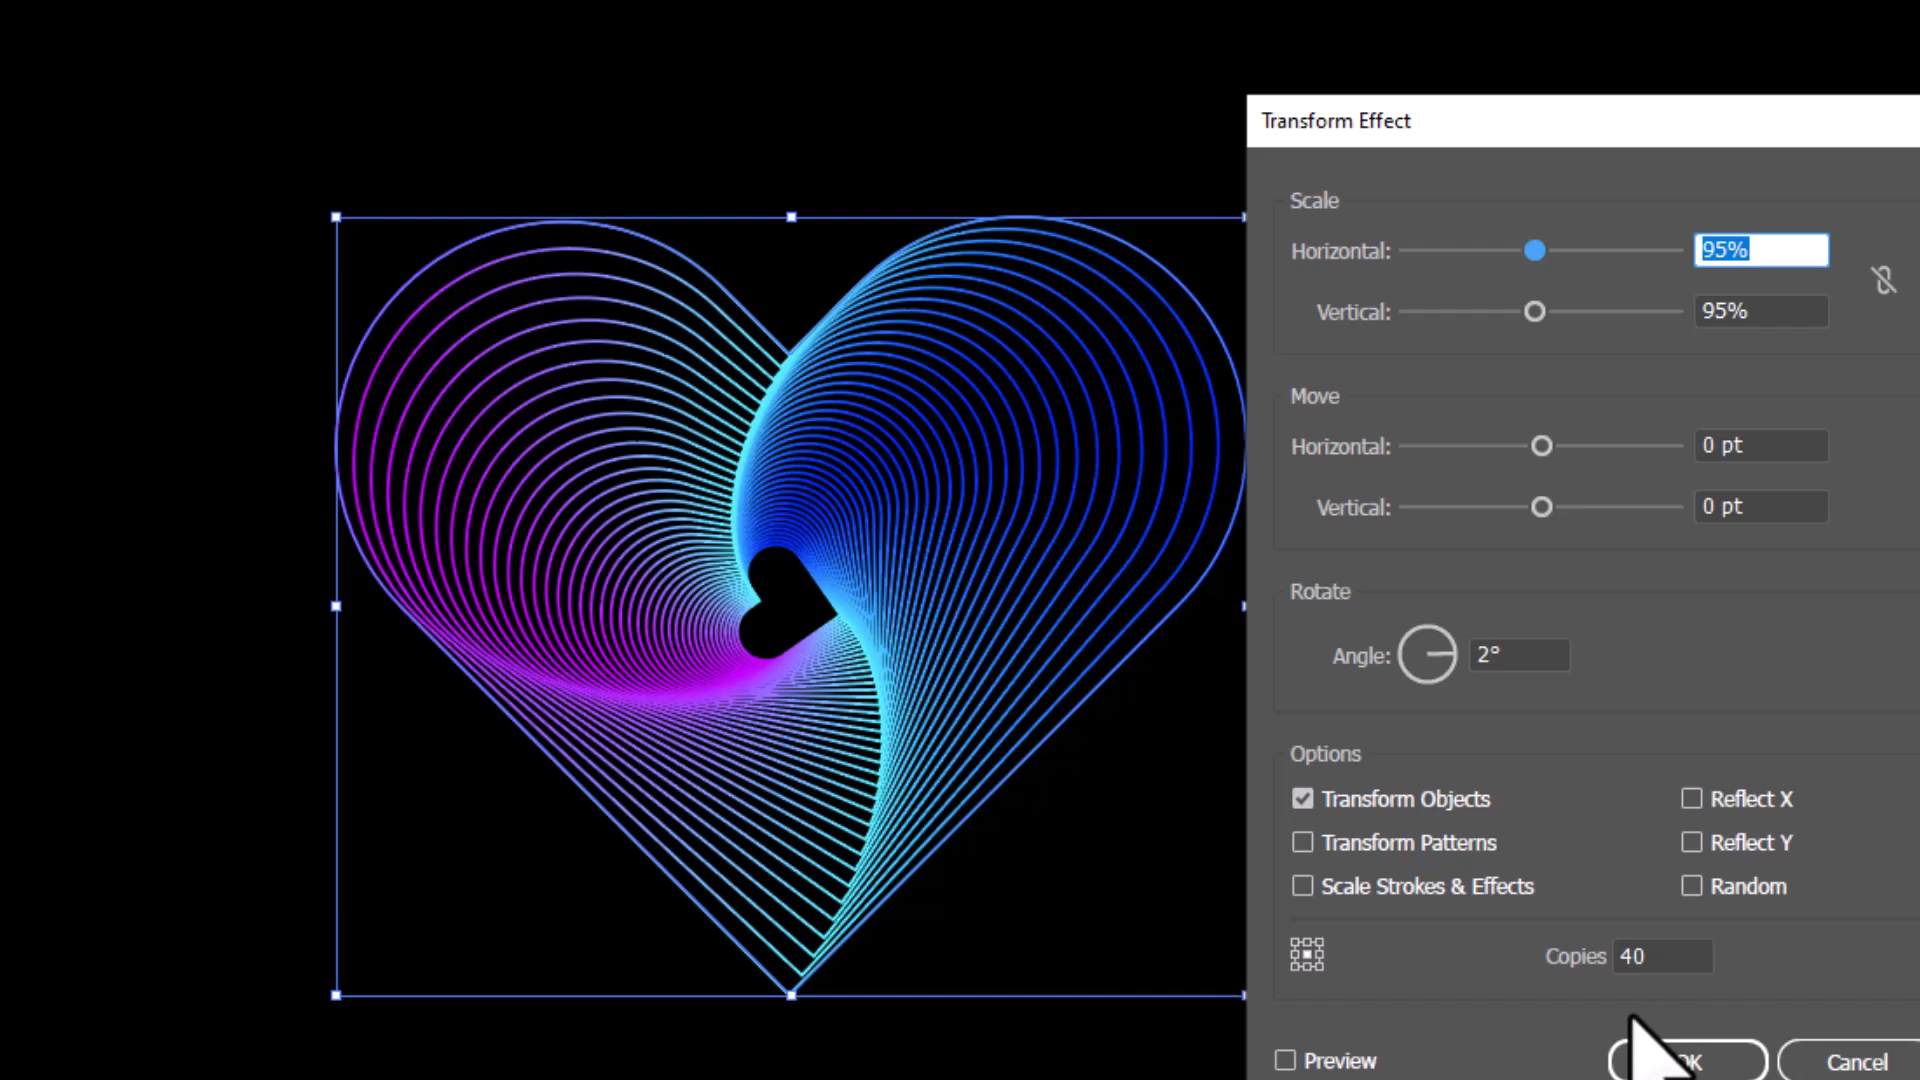 Transform Effect
Scale
Horizontal: 95%
Vertical: 95%
Move
Horizontal: 0 pt
Vertical: 0 pt
Rotate
Angle: 2°
Options
Transform Objects Reflect X
Transform Patterns Reflect Y
Scale Strokes & Effects Random
Copies 40
Preview OK Cancel